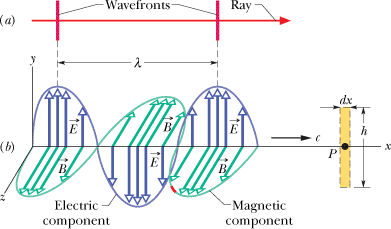 (a) Wavefronts Ray
λ
y
E B E
dx
c
h
(b) P x
B E B
z
Electric component
Magnetic component